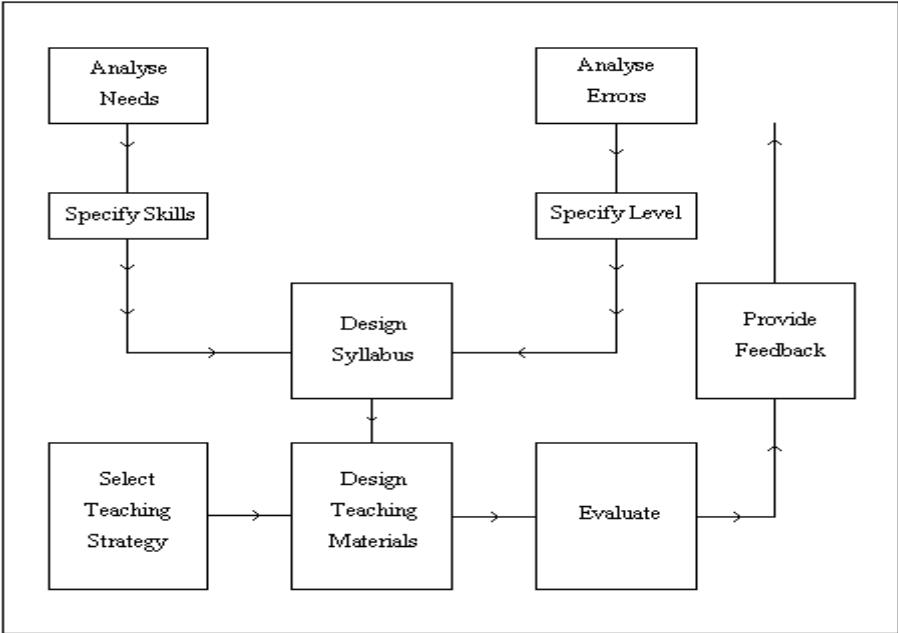 Analyse
Needs
Analyse
Errors
Specify Skills
Specify Level
Design
Syllabus
Provide
Feedback
Select
Teaching
Strategy
Design
Teaching
Materials
Evaluate